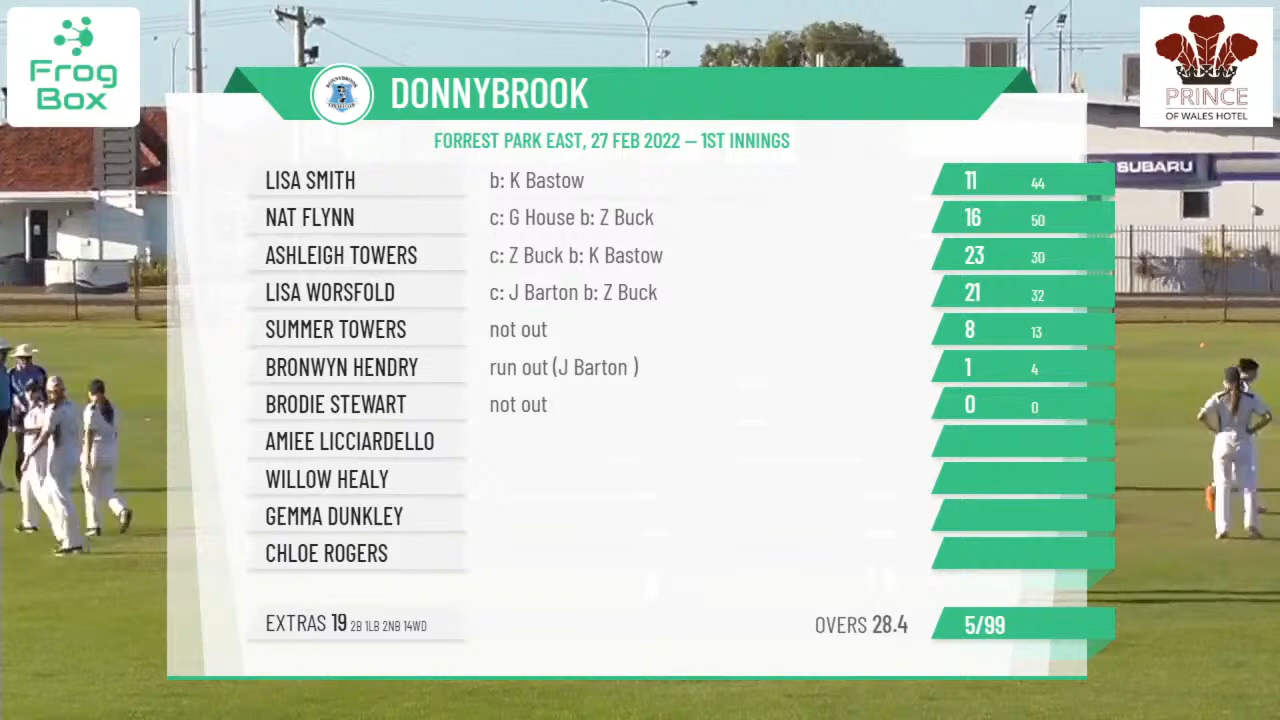 Frog
Box
DONNYBROOK
PRINCE
OF WALES HOTEL
FORREST PARK EAST, 27 FEB 2022 – 1ST INNINGS
SUBARU
LISA SMITH b: K Bastow 11 44
NAT FLYNN c: G House b: Z Buck 16 50
ASHLEIGH TOWERS c: Z Buck b: K Bastow 23 30
LISA WORSFOLD c: J Barton b: Z Buck 21 32
SUMMER TOWERS not out 8 13
BRONWYN HENDRY run out (J Barton ) 1 4
BRODIE STEWART not out 0 0
AMIEE LICCIARDELLO
WILLOW HEALY
GEMMA DUNKLEY
CHLOE ROGERS
EXTRAS 19 2B 1LB 2NB 14WD OVERS 28.4 5/99